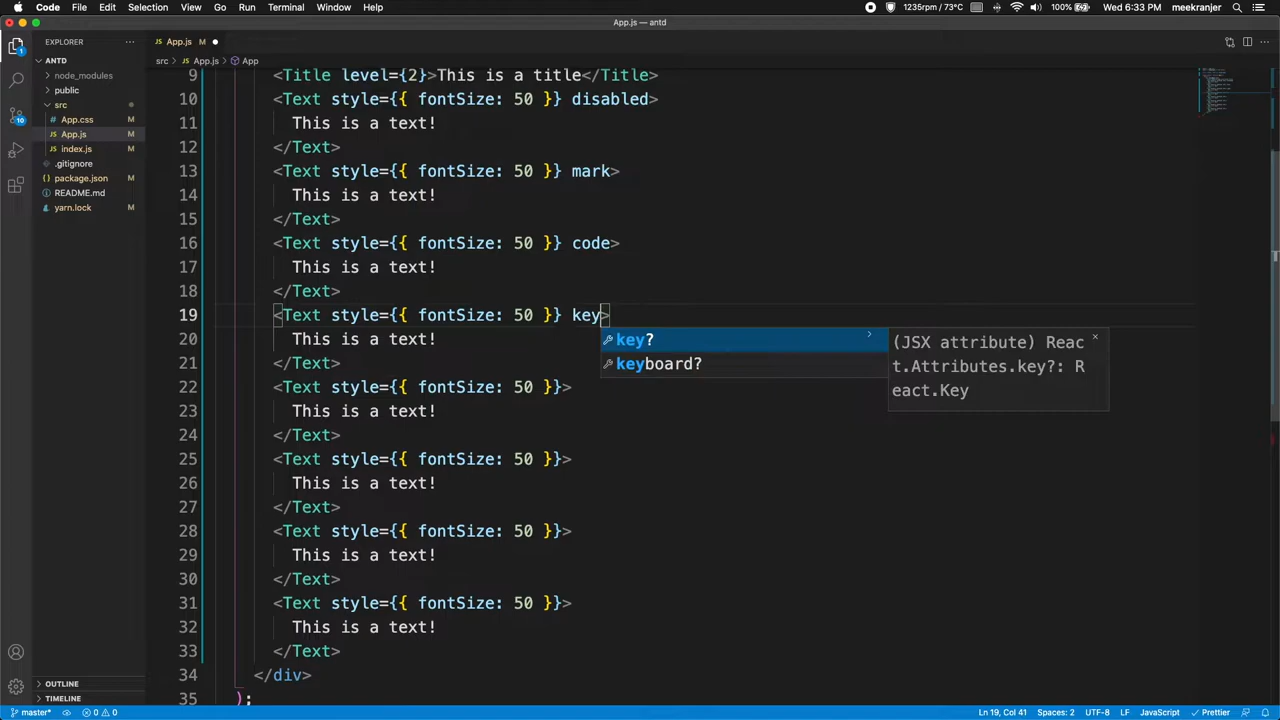 Code File Edit Selection View Go Run Terminal Window Help 1235rpm / 73°C 100% Wed 6:33 PM meekranjer
App.js — antd
EXPLORER
ANTD
node_modules
public
src
App.css M
App.js M
index.js M
.gitignore
package.json M
README.md
yarn.lock M
OUTLINE
TIMELINE
1
10
App.js M
src > App.js > App
9 <Title level={2}>This is a title</Title>
10 <Text style={{ fontSize: 50 }} disabled>
11 This is a text!
12 </Text>
13 <Text style={{ fontSize: 50 }} mark>
14 This is a text!
15 </Text>
16 <Text style={{ fontSize: 50 }} code>
17 This is a text!
18 </Text>
19 <Text style={{ fontSize: 50 }} key>
20 This is a text!
21 </Text>
22 <Text style={{ fontSize: 50 }}>
23 This is a text!
24 </Text>
25 <Text style={{ fontSize: 50 }}>
26 This is a text!
27 </Text>
28 <Text style={{ fontSize: 50 }}>
29 This is a text!
30 </Text>
31 <Text style={{ fontSize: 50 }}>
32 This is a text!
33 </Text>
34 </div>
35 );
key?
keyboard?
(JSX attribute) Reac
t.Attributes.key?: R
eact.Key
master* 0 0 Ln 19, Col 41 Spaces: 2 UTF-8 LF JavaScript Prettier